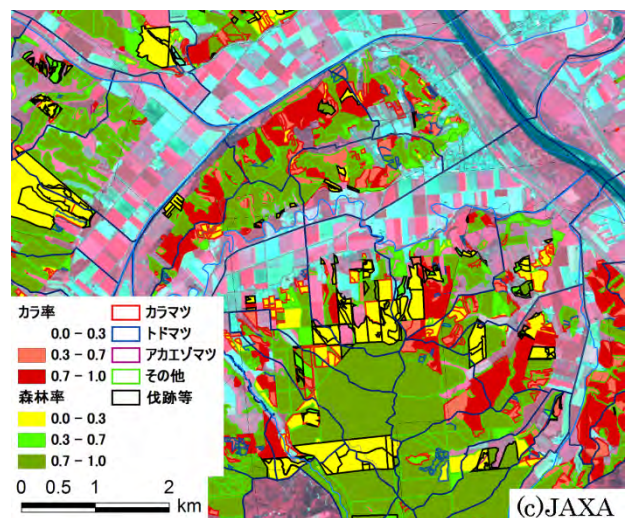 カラ率
0.0 – 0.3
0.3 – 0.7
0.7 – 1.0
森林率
0.0 – 0.3
0.3 – 0.7
0.7 – 1.0
カラマツ
トドマツ
アカエゾマツ
その他
伐跡等
0 0.5 1 2
km
(c)JAXA